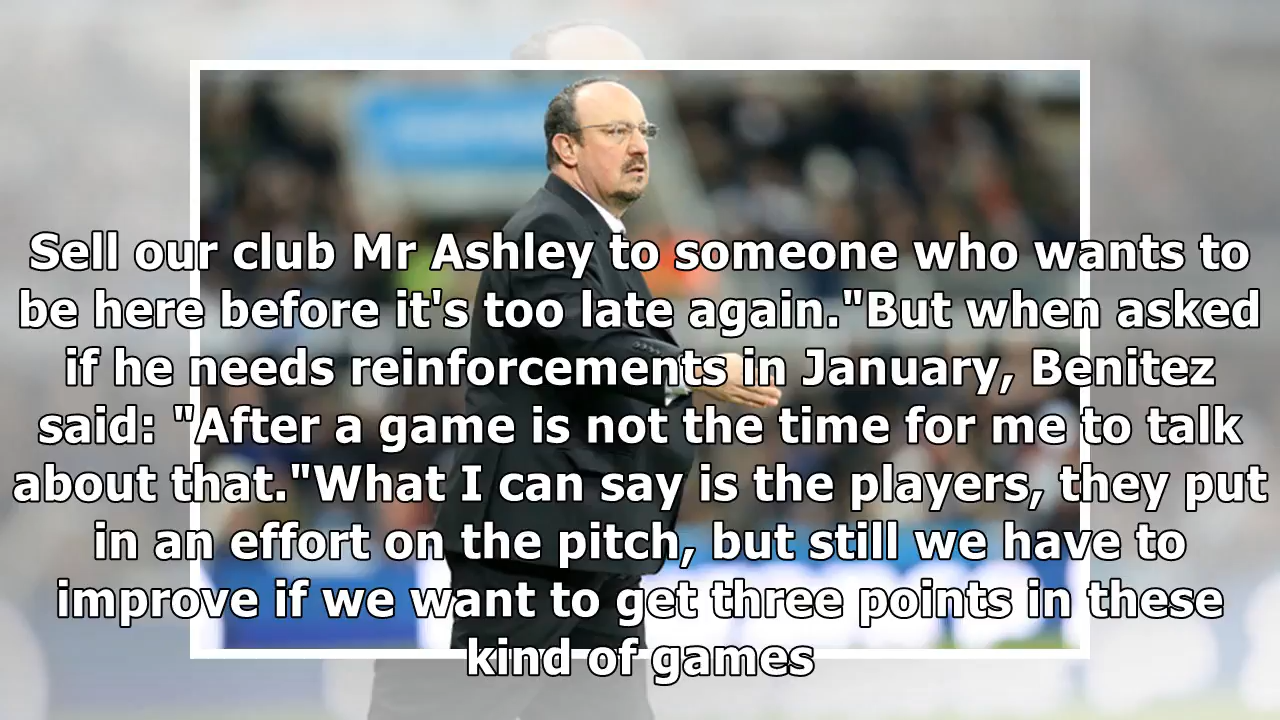 Sell our club Mr Ashley to someone who wants to
be here before it's too late again."But when asked
if he needs reinforcements in January, Benitez
said: "After a game is not the time for me to talk
about that."What I can say is the players, they put
in an effort on the pitch, but still we have to
improve if we want to get three points in these
kind of games